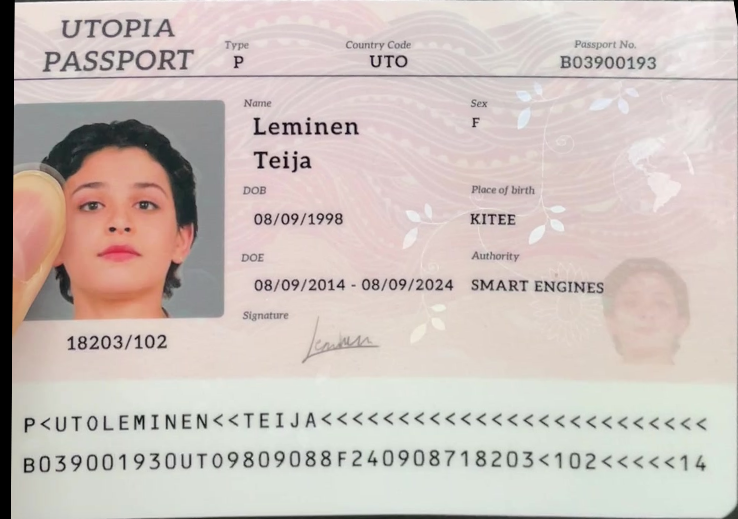 UTOPIA
PASSPORT
Type
P
Country Code
UTO
Passport No.
B03900193
Name
Leminen
Teija
Sex
F
DOB
08/09/1998
Place of birth
KITEE
DOE
08/09/2014 - 08/09/2024
Authority
SMART ENGINES
Signature
Leminen
18203/102
P<UTOLEMINEN<<TEIJA<<<<<<<<<<<<<<<<<<<<<<<<<
B039001930UTO9809088F240908718203<102<<<<<14